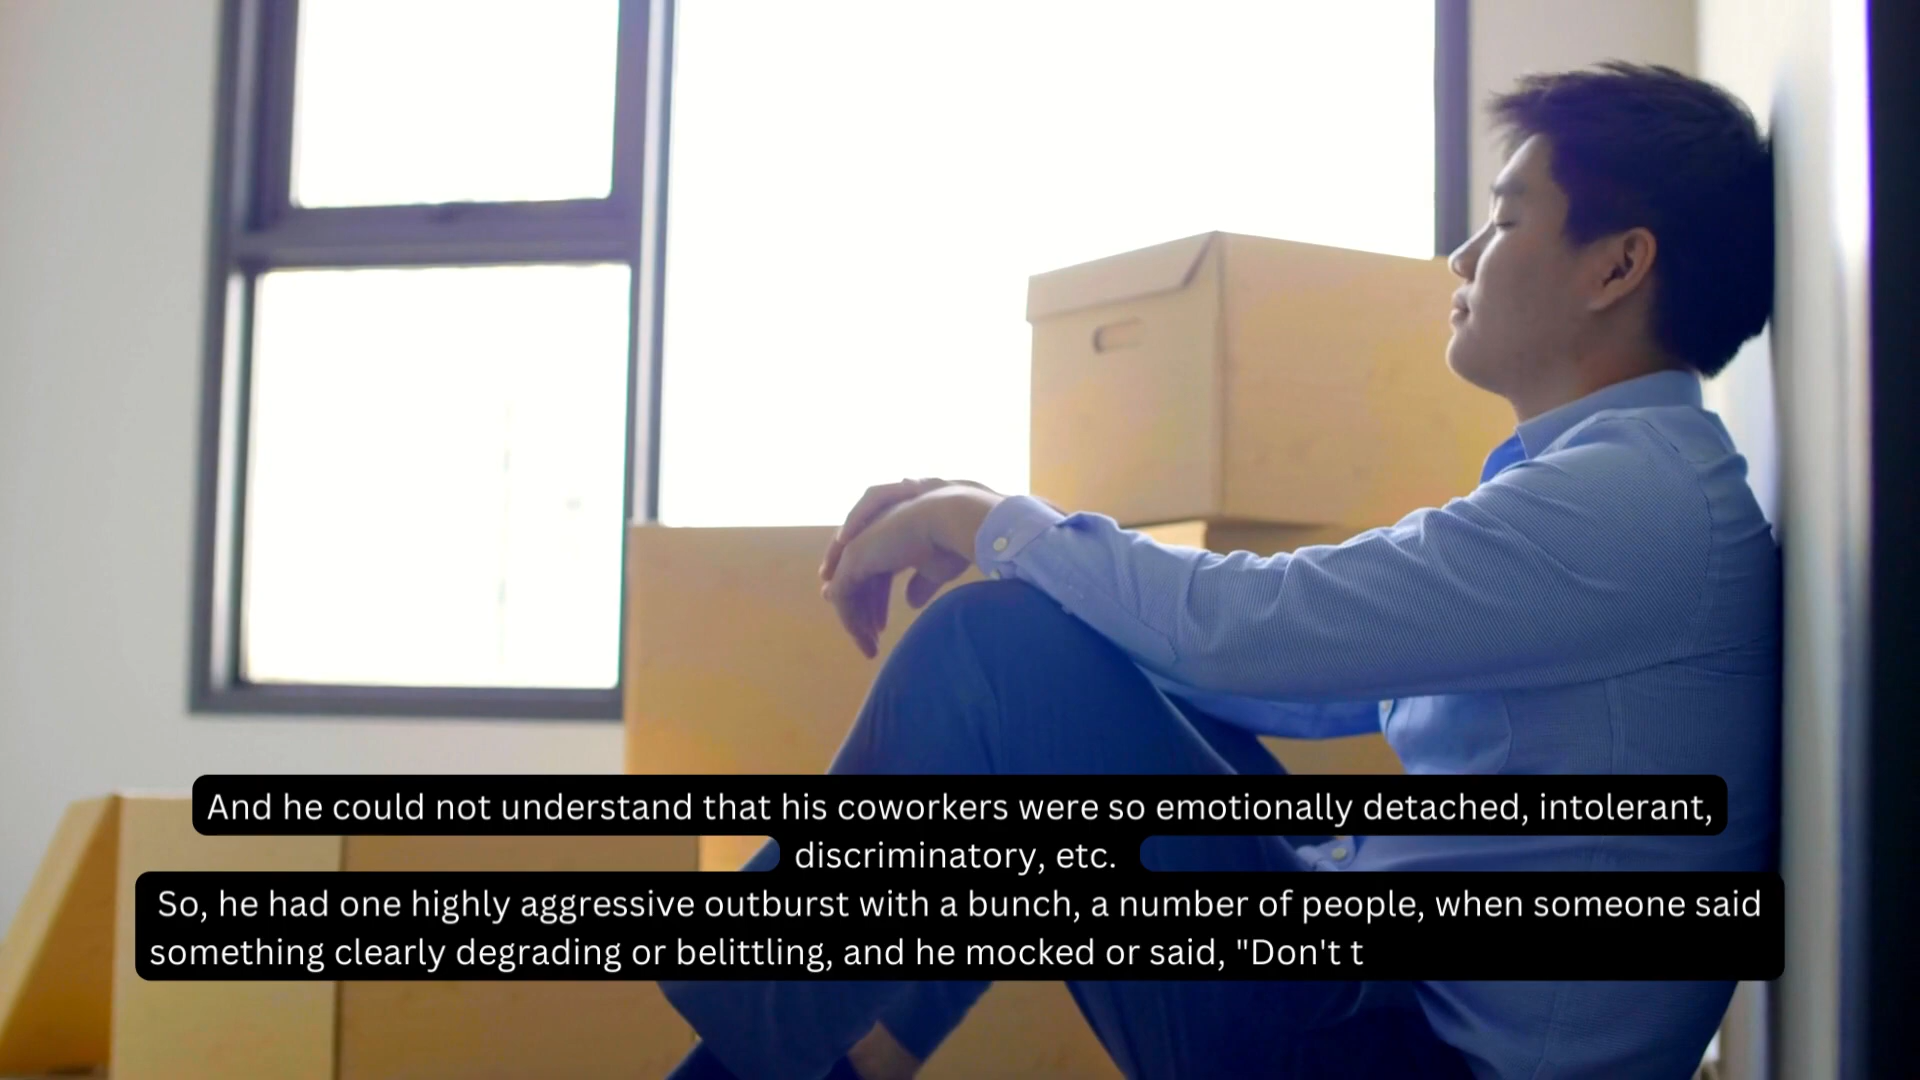 And he could not understand that his coworkers were so emotionally detached, intolerant,
discriminatory, etc.
So, he had one highly aggressive outburst with a bunch, a number of people, when someone said
something clearly degrading or belittling, and he mocked or said, "Don't t